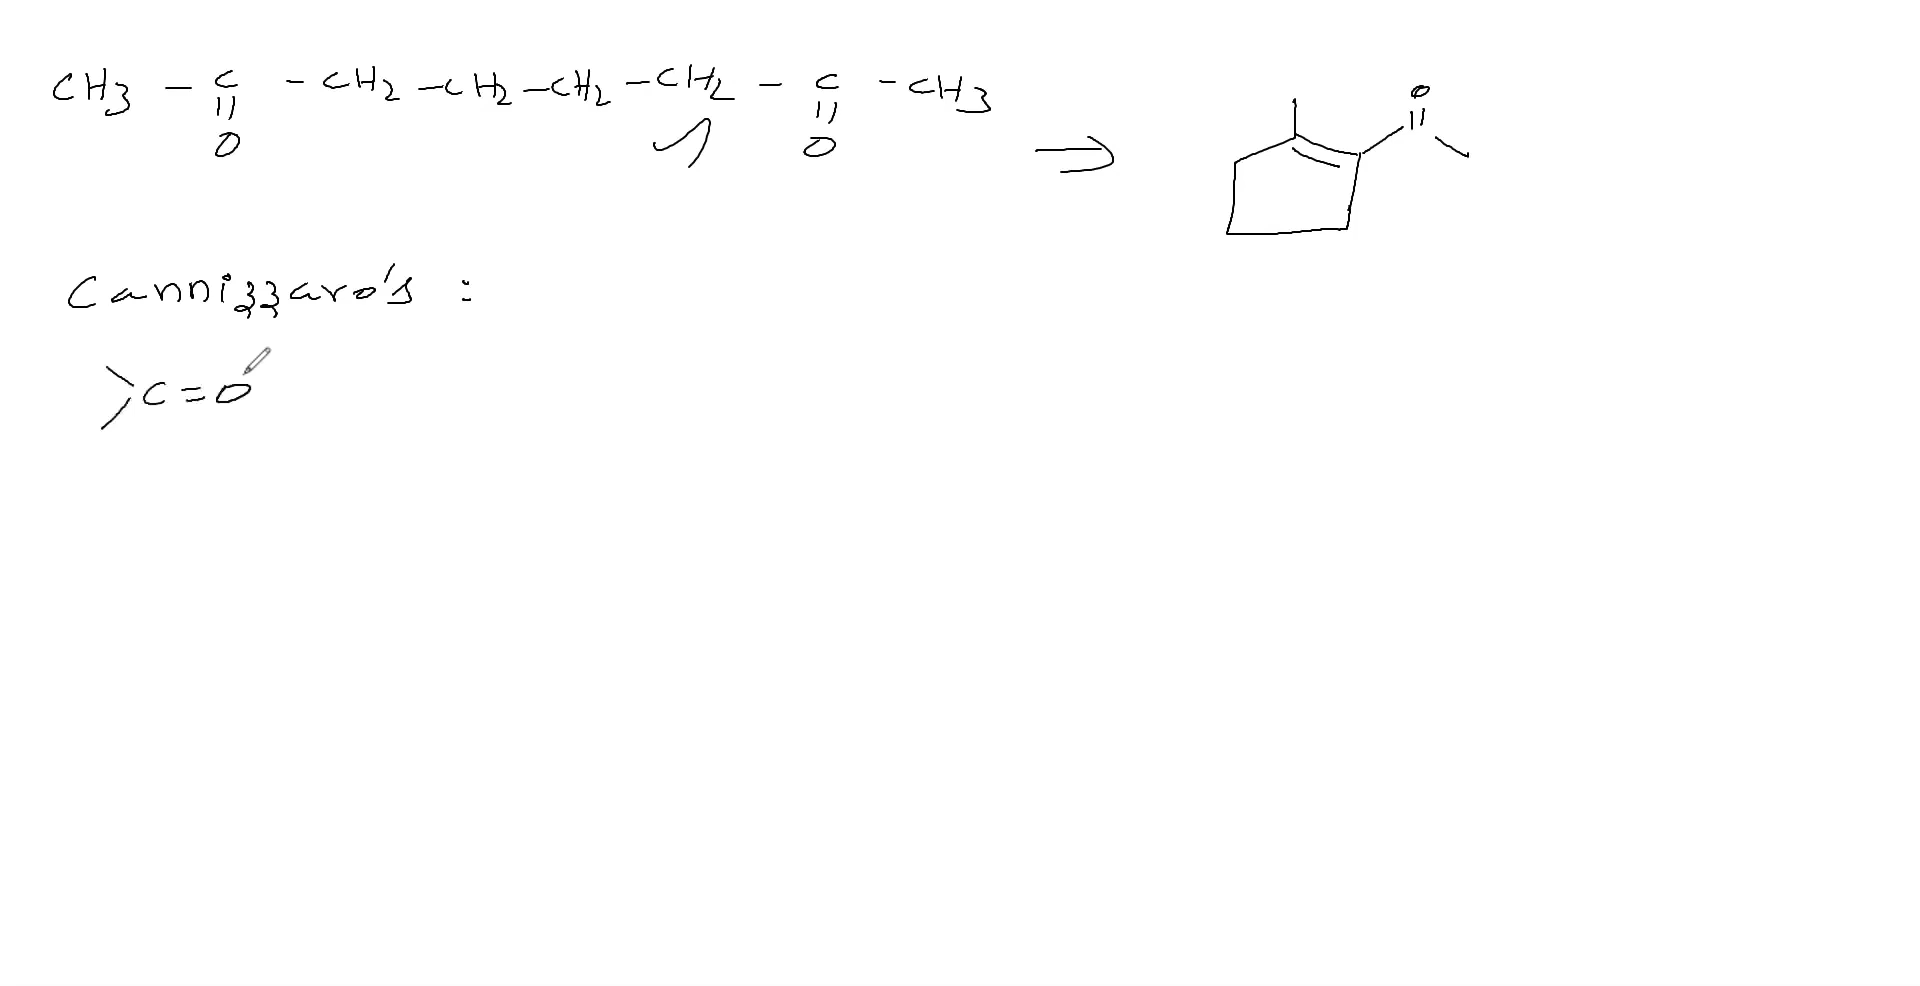 CH3 - C - CH2 - CH2 - CH2 - CH2 - C - CH3
|| ||
O O
O
||
Cannizzaro's :
C = O